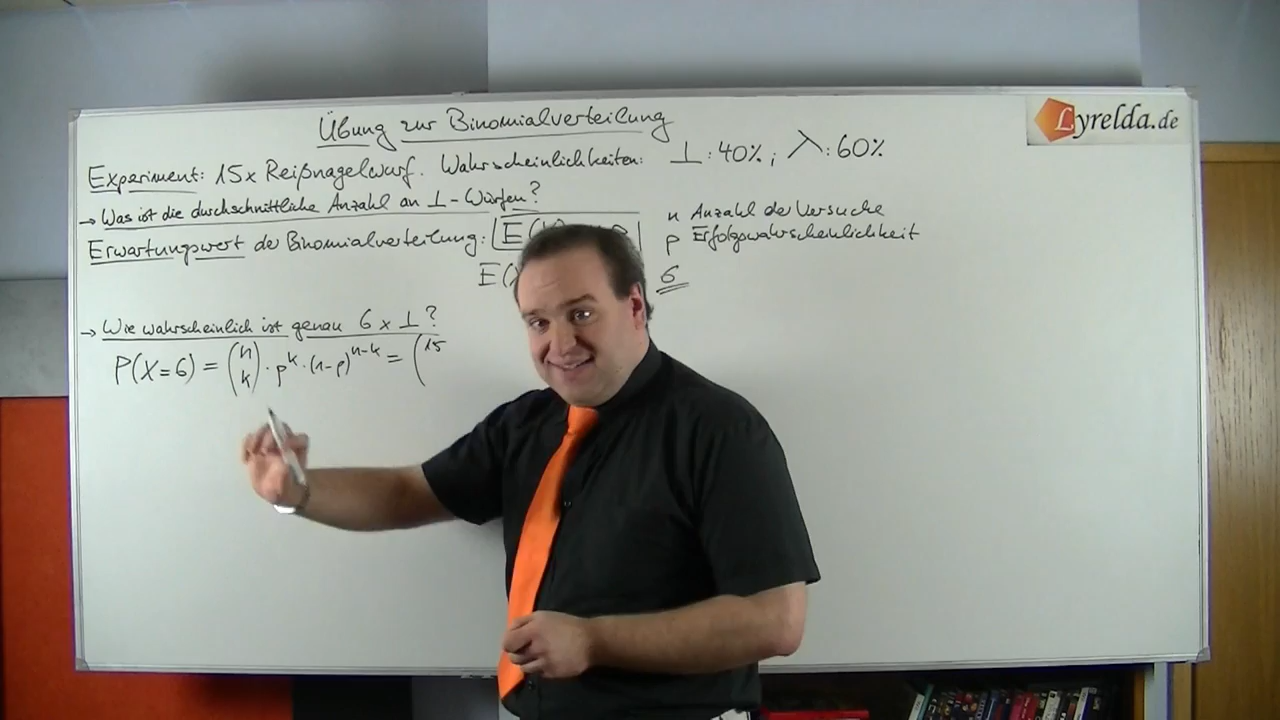 Übung zur Binomialverteilung
Lyrelda.de
Experiment: 15x Reißnagelwurf. Wahrscheinlichkeiten: ⊥: 40%; λ: 60%
→ Was ist die durchschnittliche Anzahl an ⊥-Würfen?
n Anzahl der Versuche
Erwartungswert der Binomialverteilung: E(
p Erfolgswahrscheinlichkeit
E(X 6
→ Wie wahrscheinlich ist genau 6 x ⊥?
P(X=6) = (n k) · p^k · (1-p)^n-k = (15